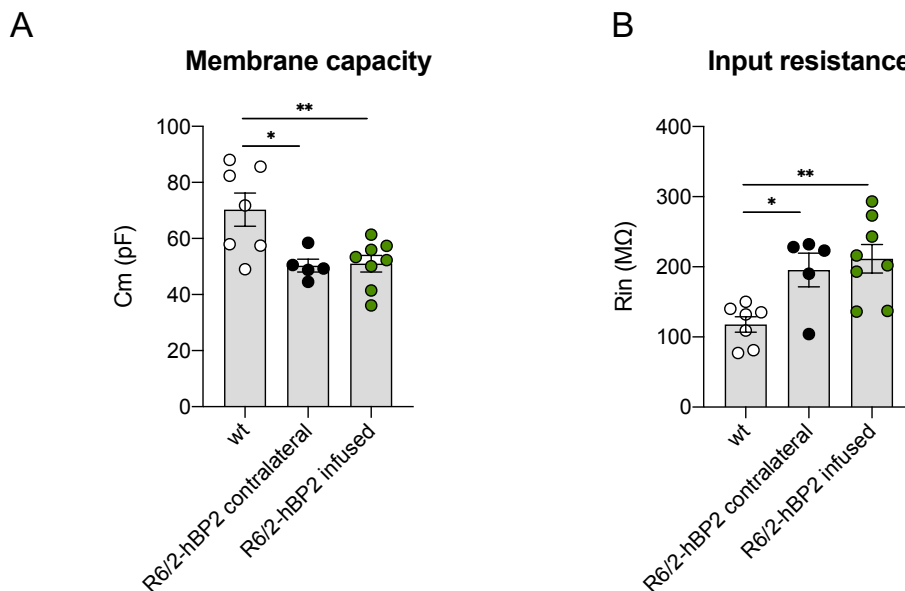 A
B
Membrane capacity
Input resistance
**
*
100
80
60
40
20
0
Cm (pF)
wt
R6/2-hBP2 contralateral
R6/2-hBP2 infused
**
*
400
300
200
100
0
Rin (MΩ)
wt
R6/2-hBP2 contralateral
R6/2-hBP2 infused